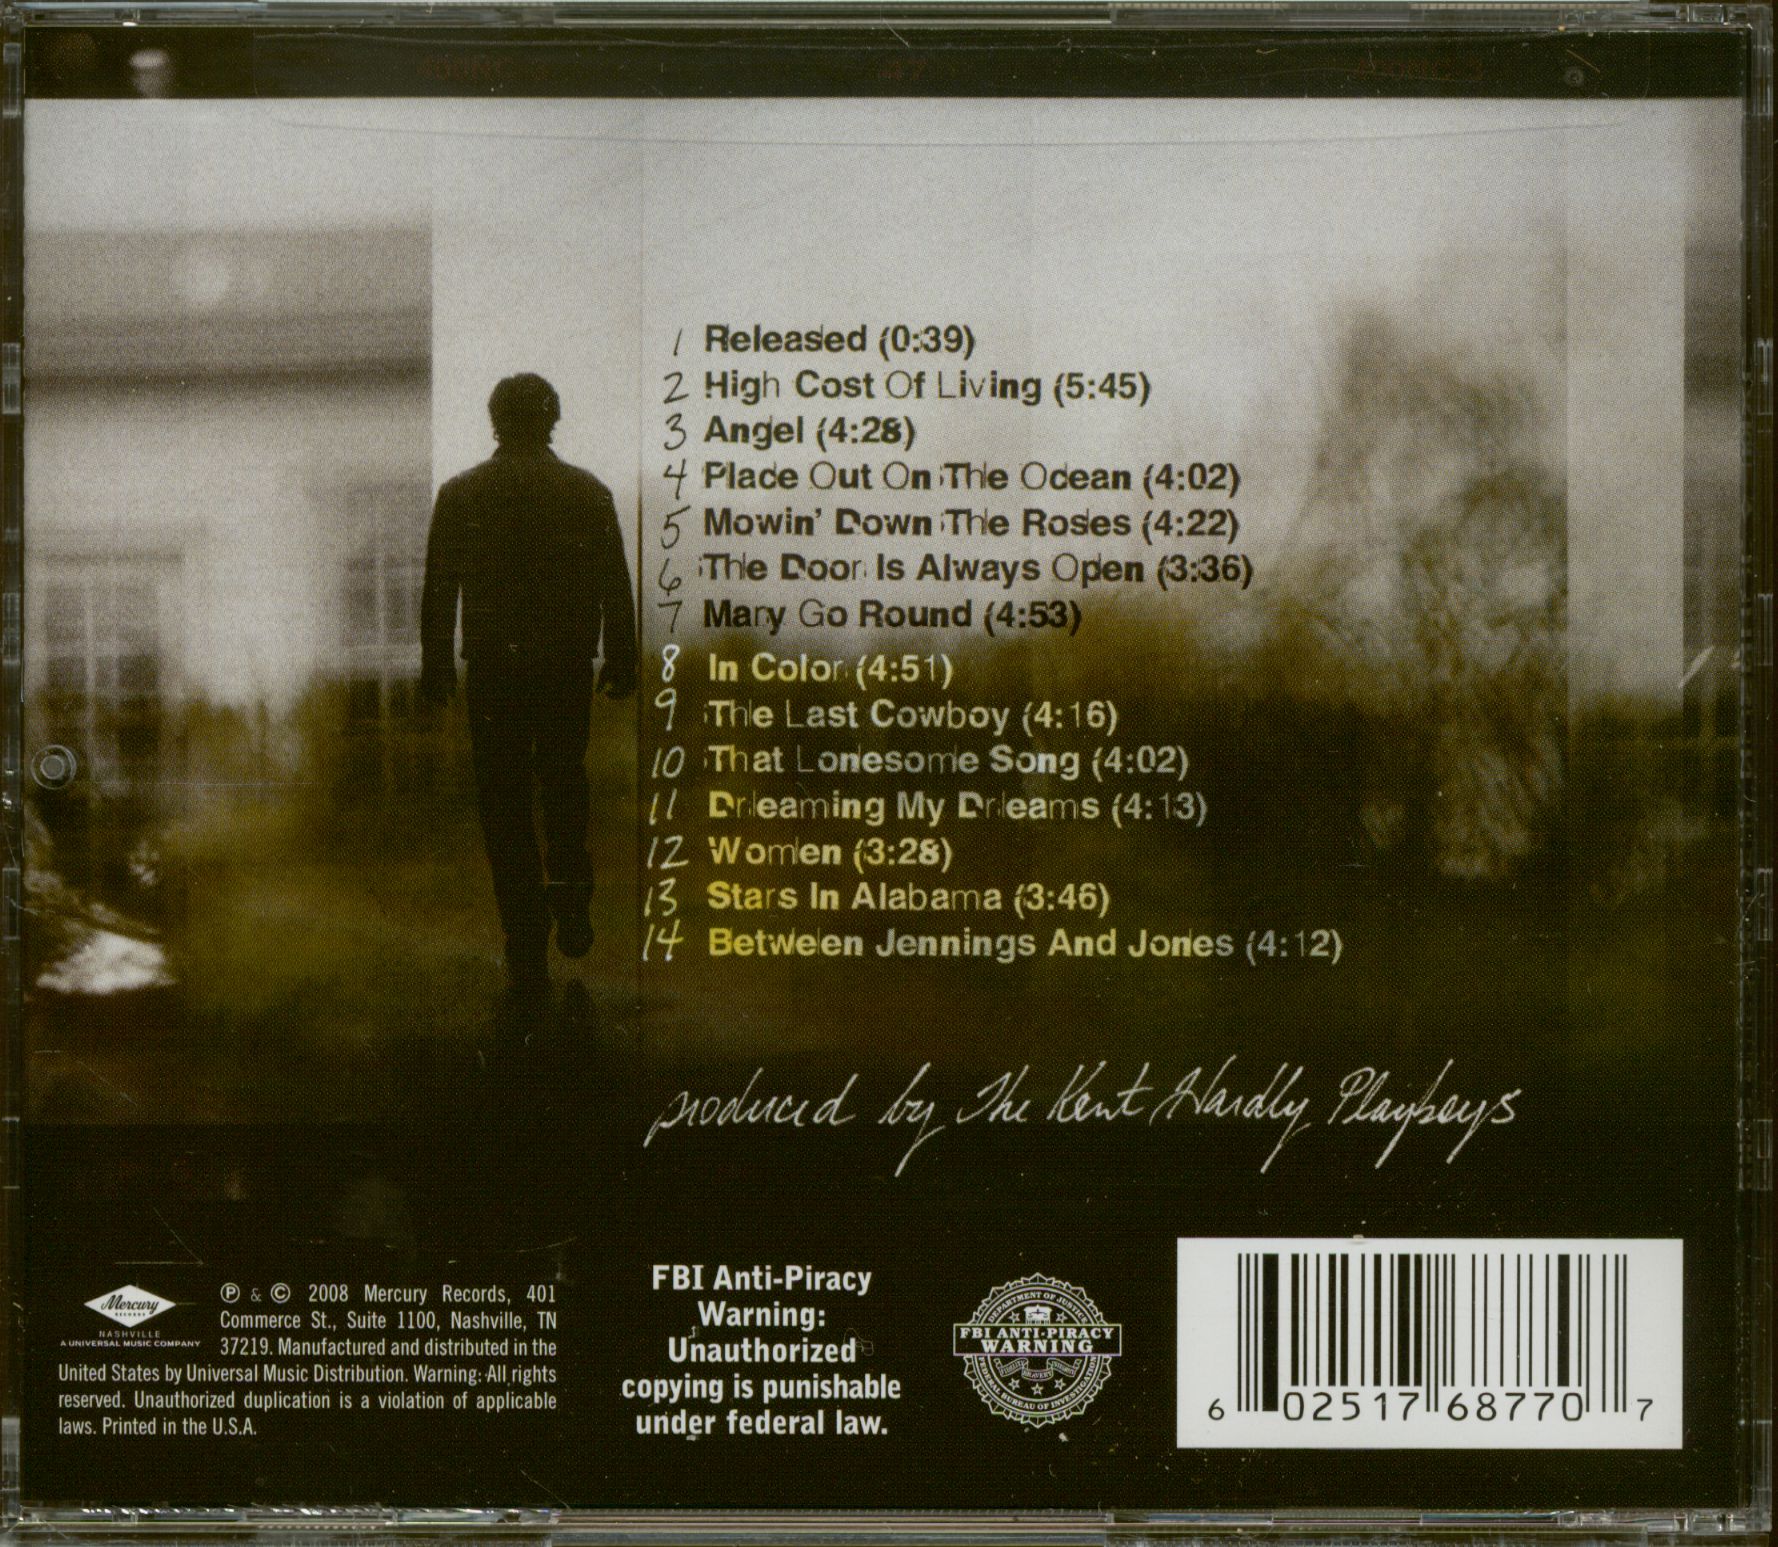 1 Released (0:39)
2 High Cost Of Living (5:45)
3 Angel (4:28)
4 Place Out On The Ocean (4:02)
5 Mowin' Down The Roses (4:22)
6 The Door Is Always Open (3:36)
7 Mary Go Round (4:53)
8 In Color (4:51)
9 The Last Cowboy (4:16)
10 That Lonesome Song (4:02)
11 Dreaming My Dreams (4:13)
12 Women (3:28)
13 Stars In Alabama (3:46)
14 Between Jennings And Jones (4:12)
produced by The Kent Hardly Playboys
Mercury
RECORDS
NASHVILLE
A UNIVERSAL MUSIC COMPANY
℗ & © 2008 Mercury Records, 401
Commerce St., Suite 1100, Nashville, TN
37219. Manufactured and distributed in the
United States by Universal Music Distribution. Warning: All rights
reserved. Unauthorized duplication is a violation of applicable
laws. Printed in the U.S.A.
FBI Anti-Piracy
Warning:
Unauthorized
copying is punishable
under federal law.
DEPARTMENT OF JUSTICE
FBI ANTI-PIRACY
WARNING
FIDELITY BRAVERY INTEGRITY
FEDERAL BUREAU OF INVESTIGATION
6 02517 68770 7